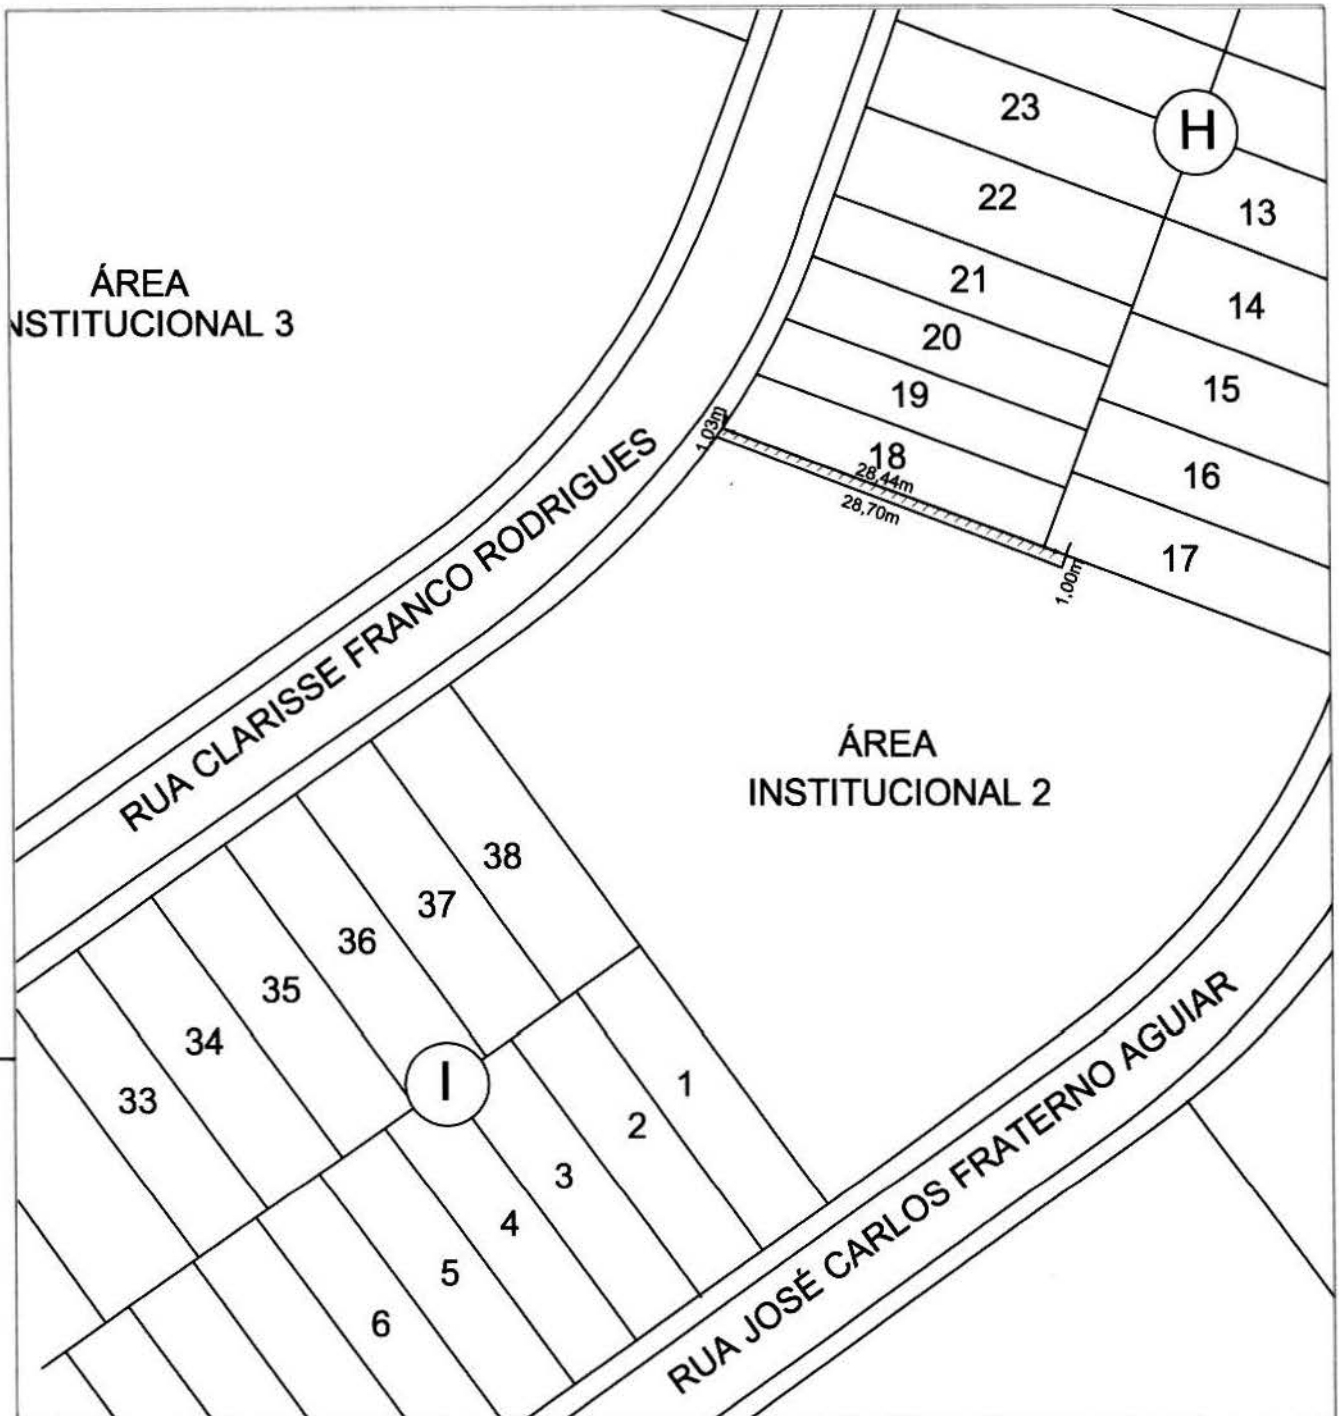 23
H
22
13
21
14
ÁREA
NSTITUCIONAL 3
20
15
19
1,03m
18
28,44m
16
28,70m
17
1,00m
RUA CLARISSE FRANCO RODRIGUES
ÁREA
INSTITUCIONAL 2
38
37
36
35
34
33
I
1
2
3
4
5
6
RUA JOSÉ CARLOS FRATERNO AGUIAR